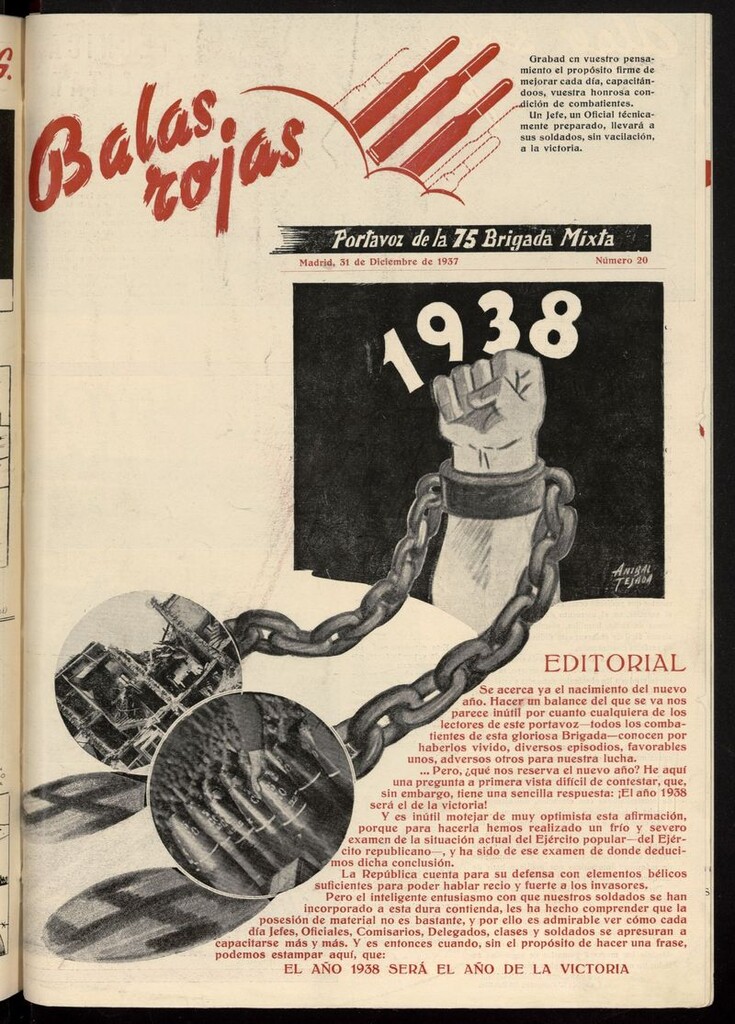 Balas
rojas
Grabad en vuestro pensa-
miento el propósito firme de
mejorar cada día, capacitán-
doos, vuestra honrosa con-
dición de combatientes.
Un Jefe, un Oficial técnica-
mente preparado, llevará a
sus soldados, sin vacilación,
a la victoria.
Portavoz de la 75 Brigada Mixta
Madrid, 31 de Diciembre de 1937
Número 20
1938
ANIBAL
TEJADA
EDITORIAL
Se acerca ya el nacimiento del nuevo
año. Hacer un balance del que se va nos
parece inútil por cuanto cualquiera de los
lectores de este portavoz—todos los comba-
tientes de esta gloriosa Brigada—conocen por
haberlos vivido, diversos episodios, favorables
unos, adversos otros para nuestra lucha.
... Pero, ¿qué nos reserva el nuevo año? He aquí
una pregunta a primera vista difícil de contestar, que,
sin embargo, tiene una sencilla respuesta: ¡El año 1938
será el de la victoria!
Y es inútil motejar de muy optimista esta afirmación,
porque para hacerla hemos realizado un frío y severo
examen de la situación actual del Ejército popular—del Ejér-
cito republicano—, y ha sido de ese examen de donde deduci-
mos dicha conclusión.
La República cuenta para su defensa con elementos bélicos
suficientes para poder hablar recio y fuerte a los invasores.
Pero el inteligente entusiasmo con que nuestros soldados se han
incorporado a esta dura contienda, les ha hecho comprender que la
posesión de material no es bastante, y por ello es admirable ver cómo cada
día Jefes, Oficiales, Comisarios, Delegados, clases y soldados se apresuran a
capacitarse más y más. Y es entonces cuando, sin el propósito de hacer una frase,
podemos estampar aquí, que:
EL AÑO 1938 SERÁ EL AÑO DE LA VICTORIA